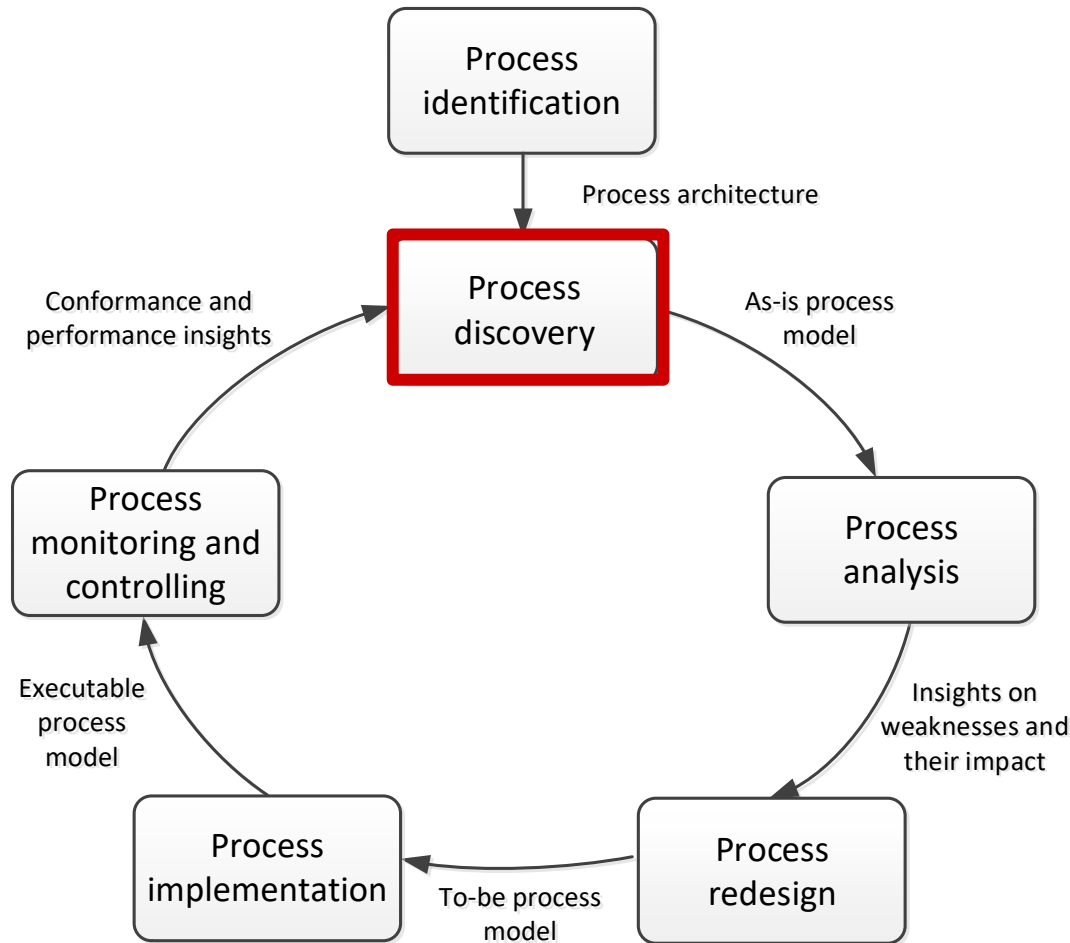 Process
identification
Process architecture
Process
discovery
Conformance and
performance insights
As-is process
model
Process
monitoring and
controlling
Process
analysis
Executable
process
model
Insights on
weaknesses and
their impact
Process
implementation
To-be process
model
Process
redesign